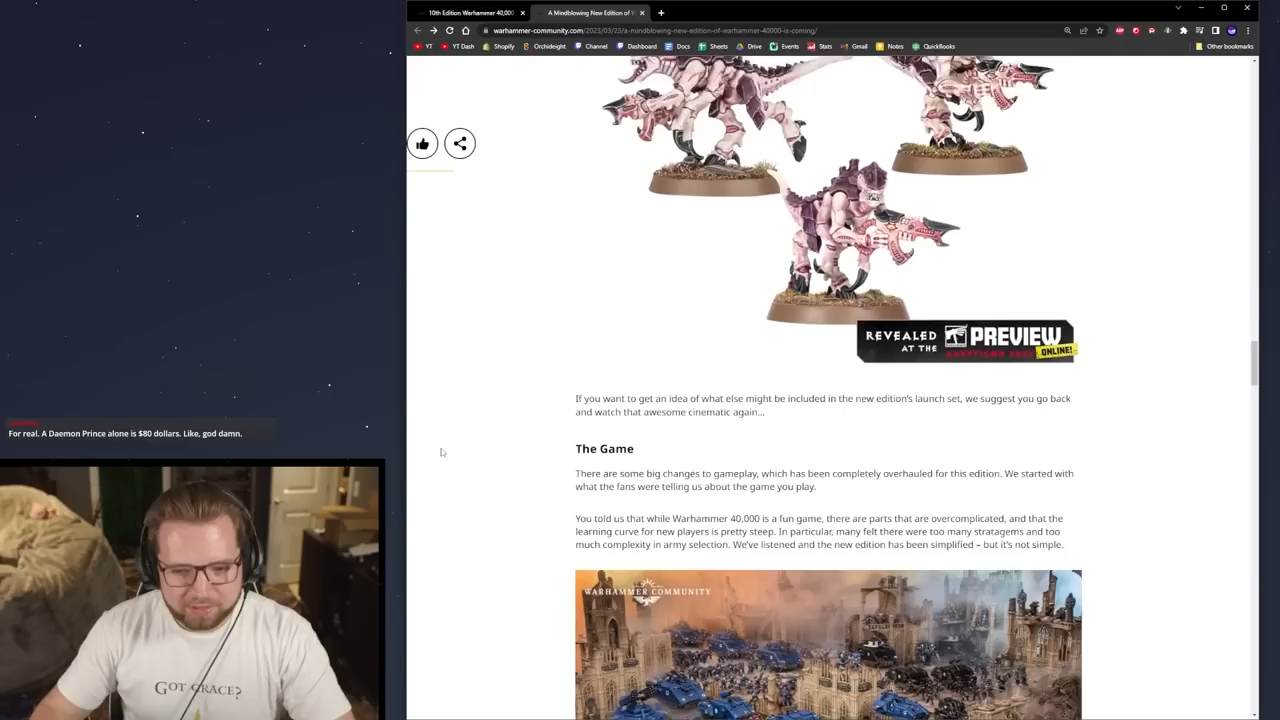 10th Edition Warhammer 40,000
A Mindblowing New Edition of
warhammer-community.com/2023/03/23/a-mindblowing-new-edition-of-warhammer-40000-is-coming/
YT
YT Dash
Shopify
Orchideight
Channel
Dashboard
Docs
Sheets
Drive
Events
Stats
Gmail
Notes
QuickBooks
Other bookmarks
REVEALED
AT THE
PREVIEW
ONLINE!
If you want to get an idea of what else might be included in the new edition's launch set, we suggest you go back
and watch that awesome cinematic again...
The Game
There are some big changes to gameplay, which has been completely overhauled for this edition. We started with
what the fans were telling us about the game you play.
You told us that while Warhammer 40,000 is a fun game, there are parts that are overcomplicated, and that the
learning curve for new players is pretty steep. In particular, many felt there were too many stratagems and too
much complexity in army selection. We've listened and the new edition has been simplified – but it's not simple.
WARHAMMER COMMUNITY
For real. A Daemon Prince alone is $80 dollars. Like, god damn.
GOT GRACE?